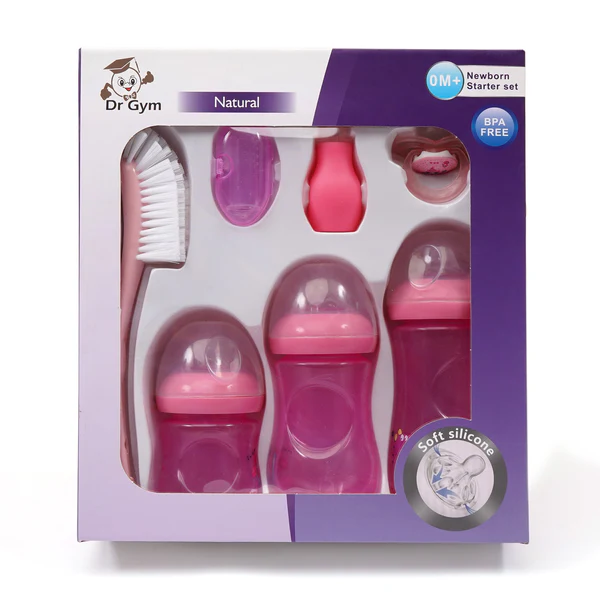 Dr Gym
Natural
0M+
Newborn
Starter set
BPA
FREE
Soft silicone